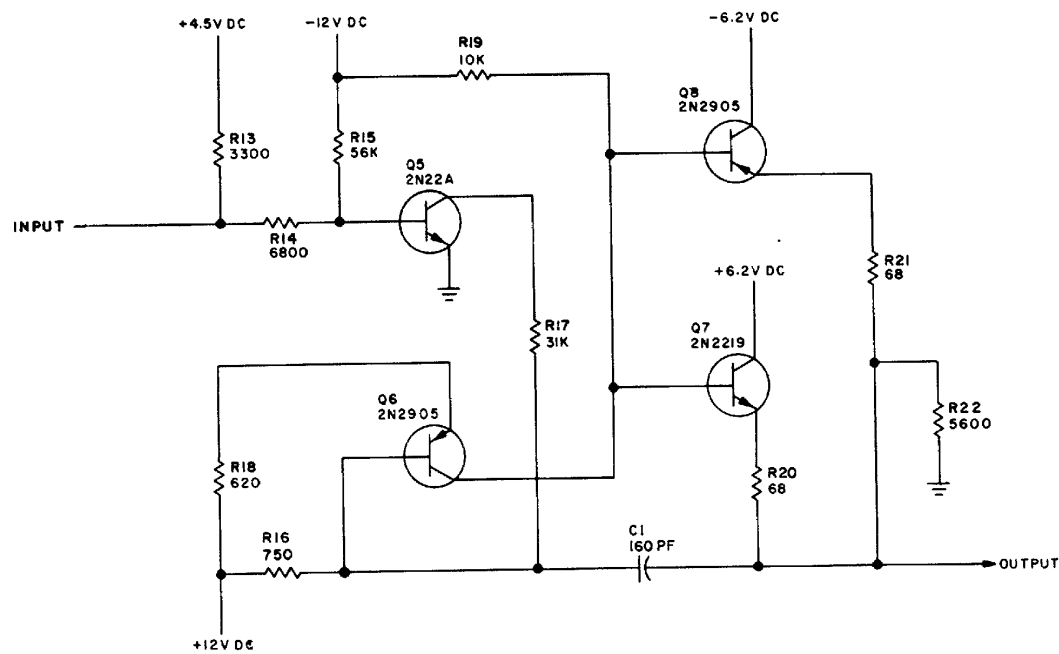 +4.5V DC
-12V DC
-6.2V DC
R19
10K
Q8
2N2905
R13
3300
R15
56K
Q5
2N22A
INPUT
R14
6800
R21
68
+6.2V DC
R17
31K
Q7
2N2219
Q6
2N2905
R22
5600
R18
620
R20
68
R16
750
C1
160 PF
OUTPUT
+12V DC